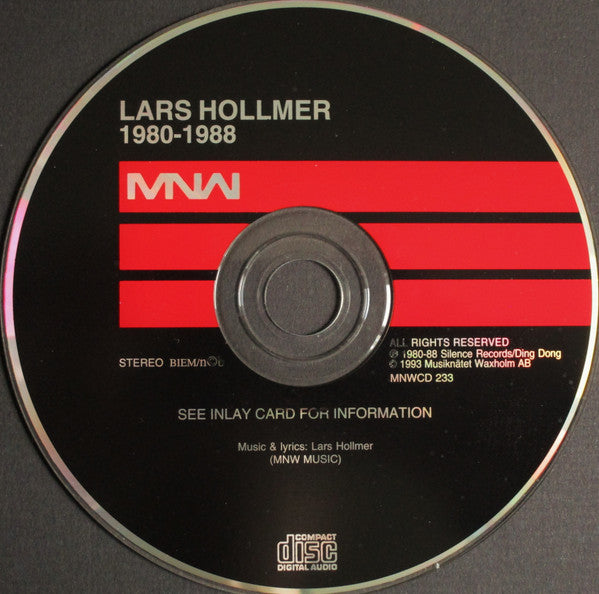 LARS HOLLMER
1980-1988
MNW
STEREO BIEM/nCb
ALL RIGHTS RESERVED
℗ 1980-88 Silence Records/Ding Dong
© 1993 Musiknätet Waxholm AB
MNWCD 233
SEE INLAY CARD FOR INFORMATION
Music & lyrics: Lars Hollmer
(MNW MUSIC)
COMPACT
disc
DIGITAL AUDIO